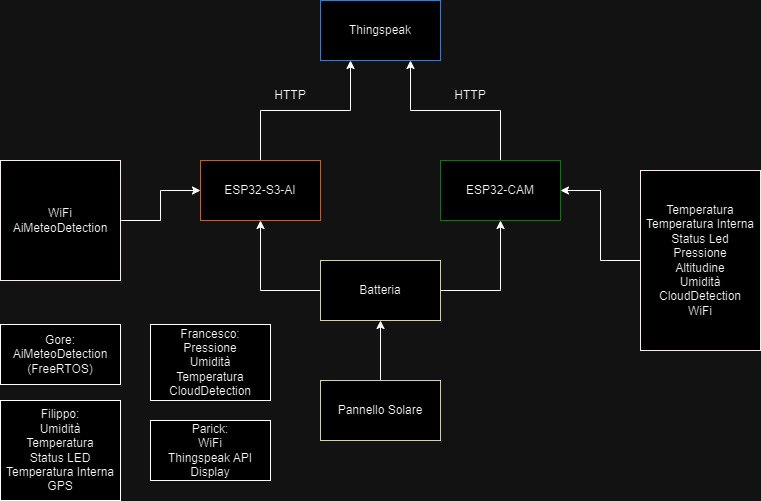 Thingspeak
HTTP
HTTP
WiFi
AiMeteoDetection
ESP32-S3-AI
ESP32-CAM
Temperatura
Temperatura Interna
Status Led
Pressione
Altitudine
Umidità
CloudDetection
WiFi
Batteria
Gore:
AiMeteoDetection
(FreeRTOS)
Francesco:
Pressione
Umidità
Temperatura
CloudDetection
Pannello Solare
Filippo:
Umidità
Temperatura
Status LED
Temperatura Interna
GPS
Parick:
WiFi
Thingspeak API
Display